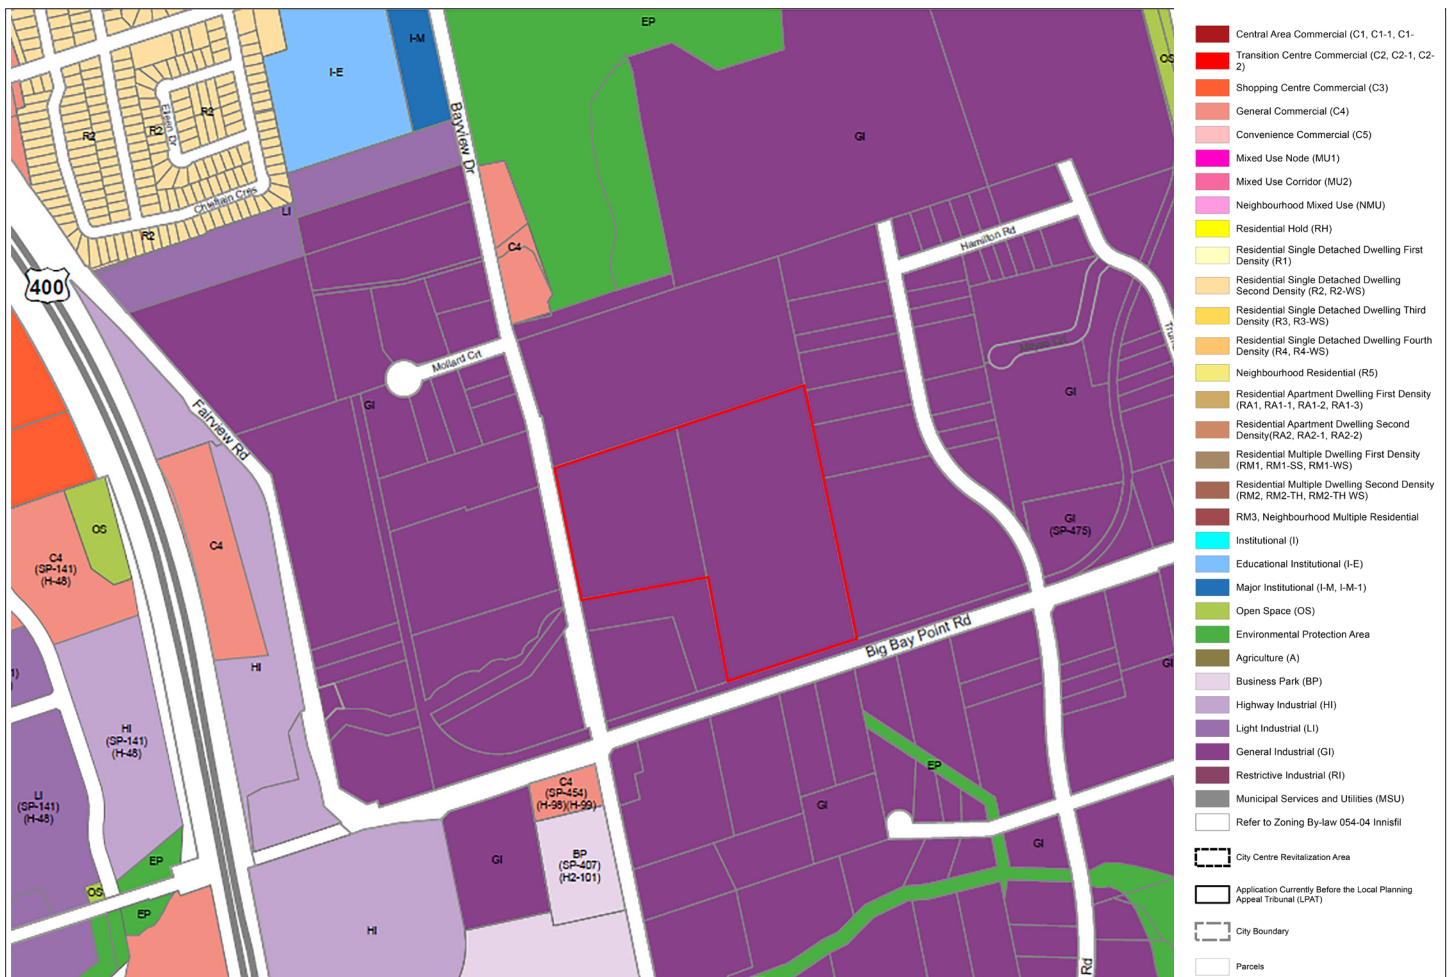 EP
I-M
I-E
OS
R2
R2
R2
Eileen Dr
Bayview Dr
GI
Chieftain Cres
LI
R2
C4
Hamilton Rd
400
Mollard Crt
GI
GI
Fairview Rd
OS
C4
C4
(SP-141)
(H-48)
GI
(SP-475)
Big Bay Point Rd
HI
GI
HI
(SP-141)
(H-48)
LI
(SP-141)
(H-48)
C4
(SP-454)
(H-98)(H-99)
EP
GI
GI
GI
BP
(SP-407)
(H2-101)
EP
OS
EP
HI
Rd
Central Area Commercial (C1, C1-1, C1-
Transition Centre Commercial (C2, C2-1, C2-
2)
Shopping Centre Commercial (C3)
General Commercial (C4)
Convenience Commercial (C5)
Mixed Use Node (MU1)
Mixed Use Corridor (MU2)
Neighbourhood Mixed Use (NMU)
Residential Hold (RH)
Residential Single Detached Dwelling First
Density (R1)
Residential Single Detached Dwelling
Second Density (R2, R2-WS)
Residential Single Detached Dwelling Third
Density (R3, R3-WS)
Residential Single Detached Dwelling Fourth
Density (R4, R4-WS)
Neighbourhood Residential (R5)
Residential Apartment Dwelling First Density
(RA1, RA1-1, RA1-2, RA1-3)
Residential Apartment Dwelling Second
Density(RA2, RA2-1, RA2-2)
Residential Multiple Dwelling First Density
(RM1, RM1-SS, RM1-WS)
Residential Multiple Dwelling Second Density
(RM2, RM2-TH, RM2-TH WS)
RM3, Neighbourhood Multiple Residential
Institutional (I)
Educational Institutional (I-E)
Major Institutional (I-M, I-M-1)
Open Space (OS)
Environmental Protection Area
Agriculture (A)
Business Park (BP)
Highway Industrial (HI)
Light Industrial (LI)
General Industrial (GI)
Restrictive Industrial (RI)
Municipal Services and Utilities (MSU)
Refer to Zoning By-law 054-04 Innisfil
City Centre Revitalization Area
Application Currently Before the Local Planning
Appeal Tribunal (LPAT)
City Boundary
Parcels